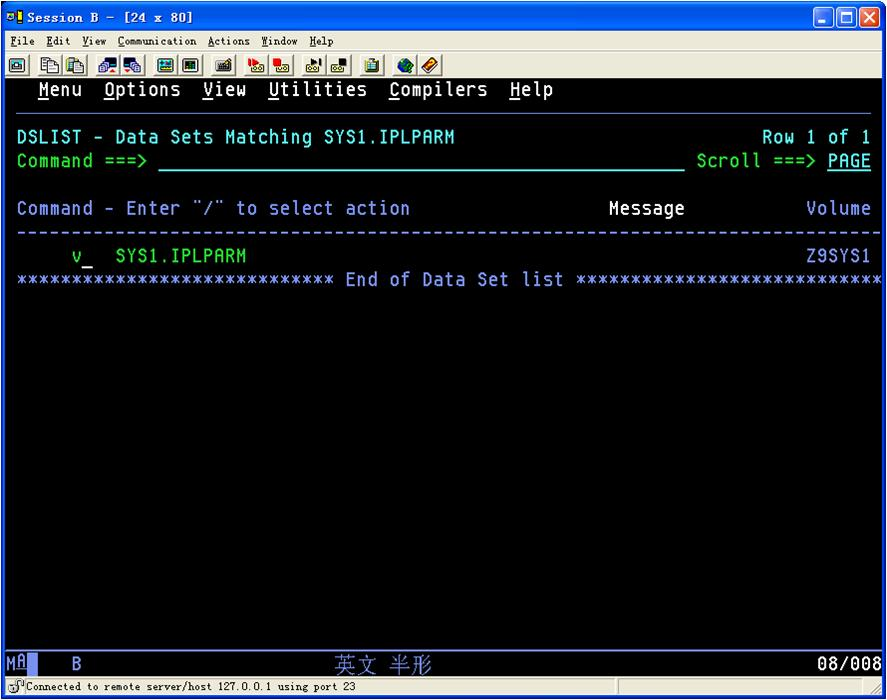 Session B - [24 x 80]
File Edit View Communication Actions Window Help
Menu Options View Utilities Compilers Help
DSLIST - Data Sets Matching SYS1.IPLPARM Row 1 of 1
Command ===> Scroll ===> PAGE
Command - Enter "/" to select action Message Volume
--------------------------------------------------------------------------------
v_ SYS1.IPLPARM Z9SYS1
***************************** End of Data Set list ****************************
MA B 英文 半形 08/008
Connected to remote server/host 127.0.0.1 using port 23